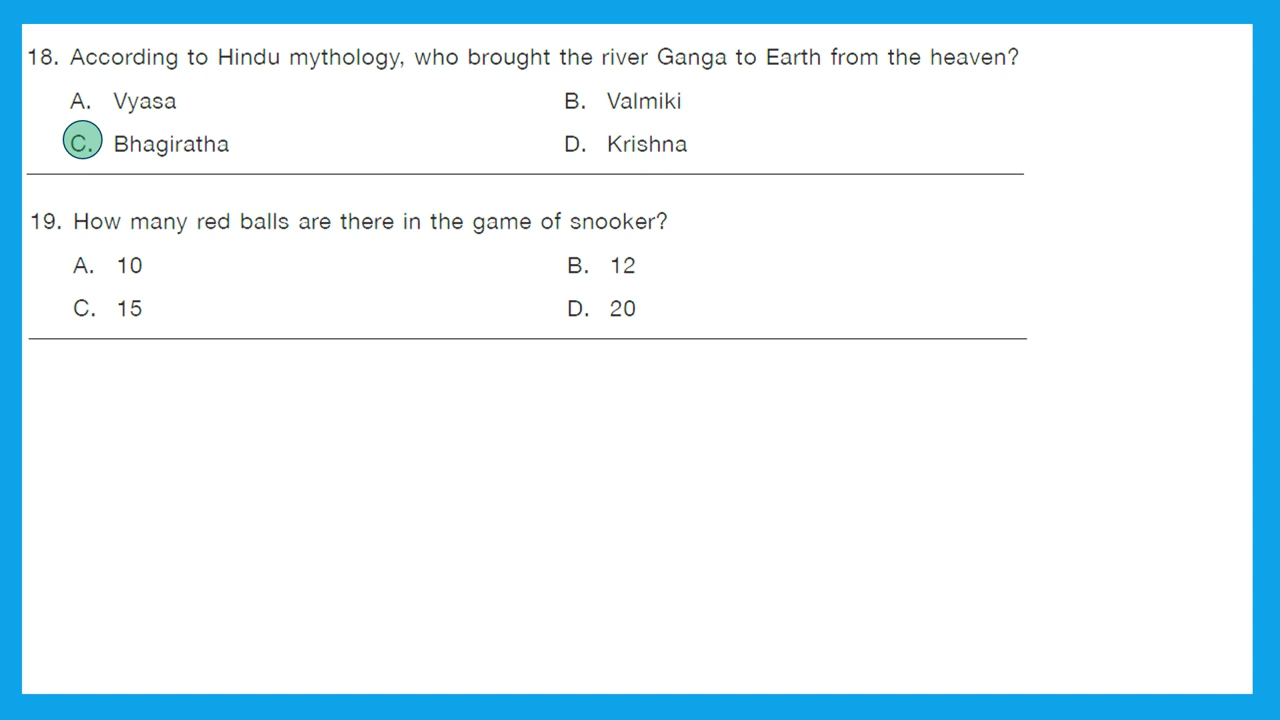 18. According to Hindu mythology, who brought the river Ganga to Earth from the heaven?
A. Vyasa B. Valmiki
C. Bhagiratha D. Krishna
19. How many red balls are there in the game of snooker?
A. 10 B. 12
C. 15 D. 20